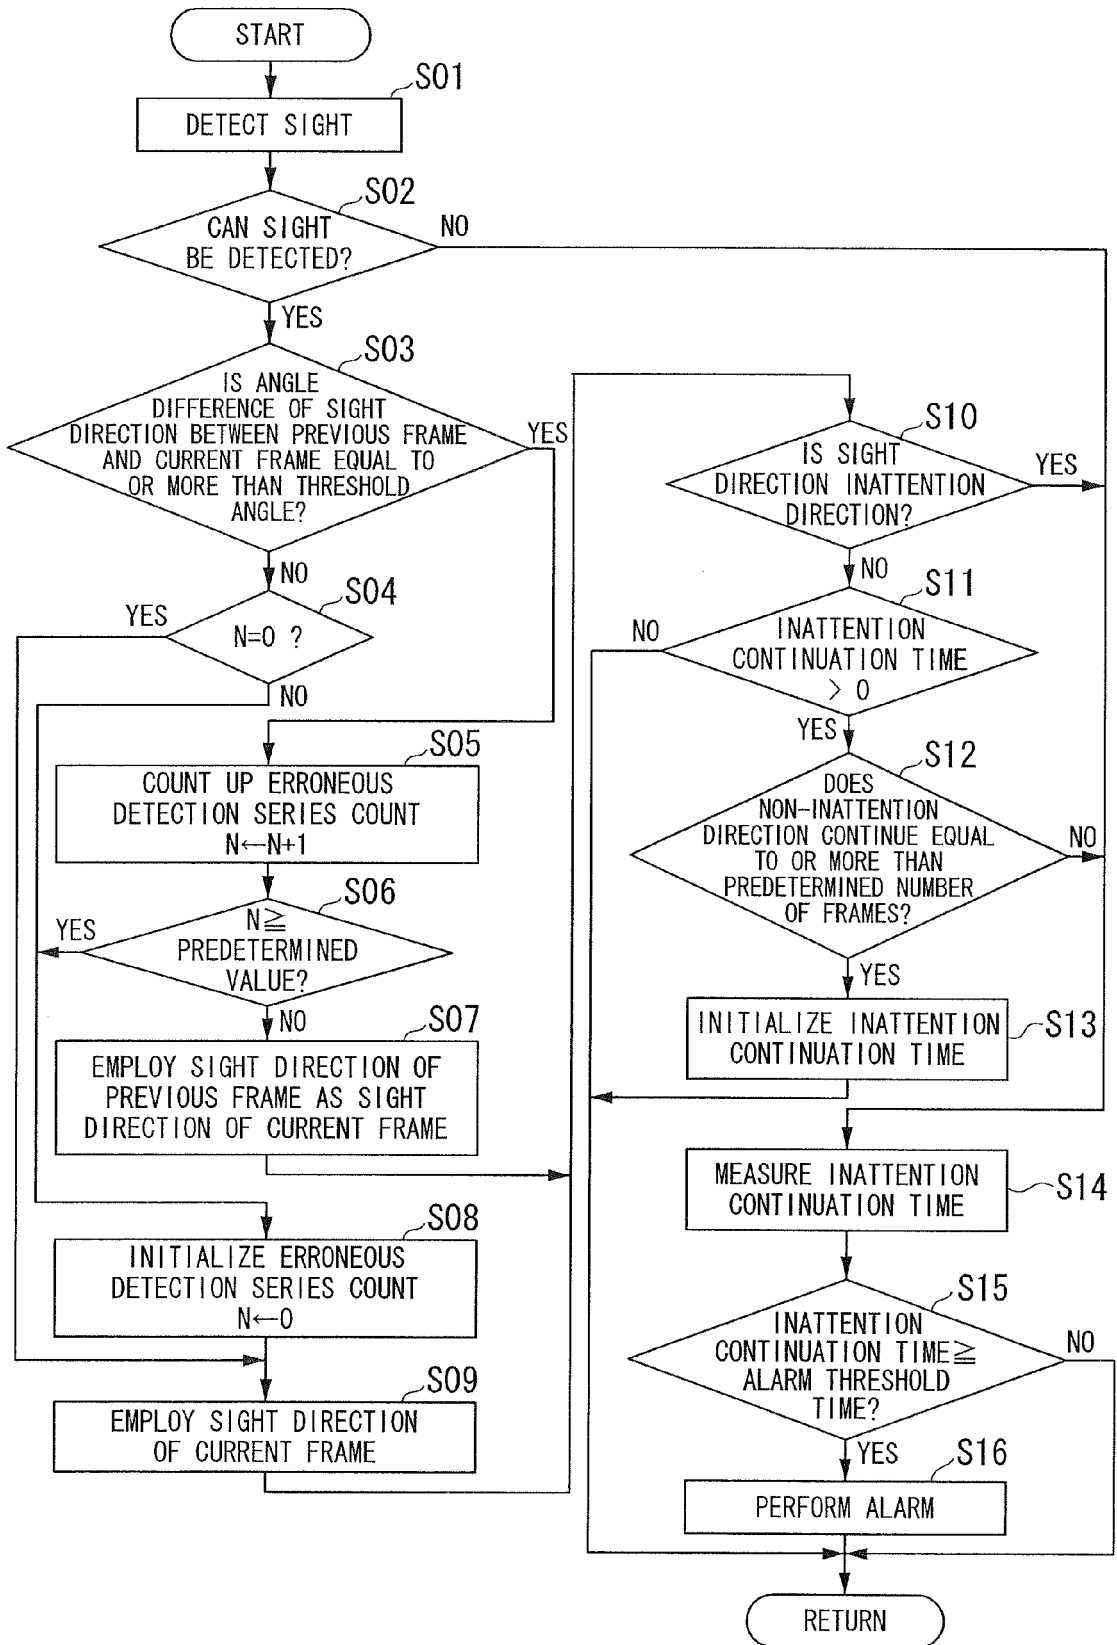 START
S01
DETECT SIGHT
S02
CAN SIGHT
BE DETECTED?
NO
YES
S03
IS ANGLE
DIFFERENCE OF SIGHT
DIRECTION BETWEEN PREVIOUS FRAME
AND CURRENT FRAME EQUAL TO
OR MORE THAN THRESHOLD
ANGLE?
YES
NO
S04
N=0 ?
YES
NO
S05
COUNT UP ERRONEOUS
DETECTION SERIES COUNT
N←N+1
S06
N≧
PREDETERMINED
VALUE?
YES
NO
S07
EMPLOY SIGHT DIRECTION OF
PREVIOUS FRAME AS SIGHT
DIRECTION OF CURRENT FRAME
S08
INITIALIZE ERRONEOUS
DETECTION SERIES COUNT
N←0
S09
EMPLOY SIGHT DIRECTION
OF CURRENT FRAME
S10
IS SIGHT
DIRECTION INATTENTION
DIRECTION?
YES
NO
S11
INATTENTION
CONTINUATION TIME
> 0
NO
YES
S12
DOES
NON-INATTENTION
DIRECTION CONTINUE EQUAL
TO OR MORE THAN
PREDETERMINED NUMBER
OF FRAMES?
NO
YES
S13
INITIALIZE INATTENTION
CONTINUATION TIME
S14
MEASURE INATTENTION
CONTINUATION TIME
S15
INATTENTION
CONTINUATION TIME≧
ALARM THRESHOLD
TIME?
NO
YES
S16
PERFORM ALARM
RETURN